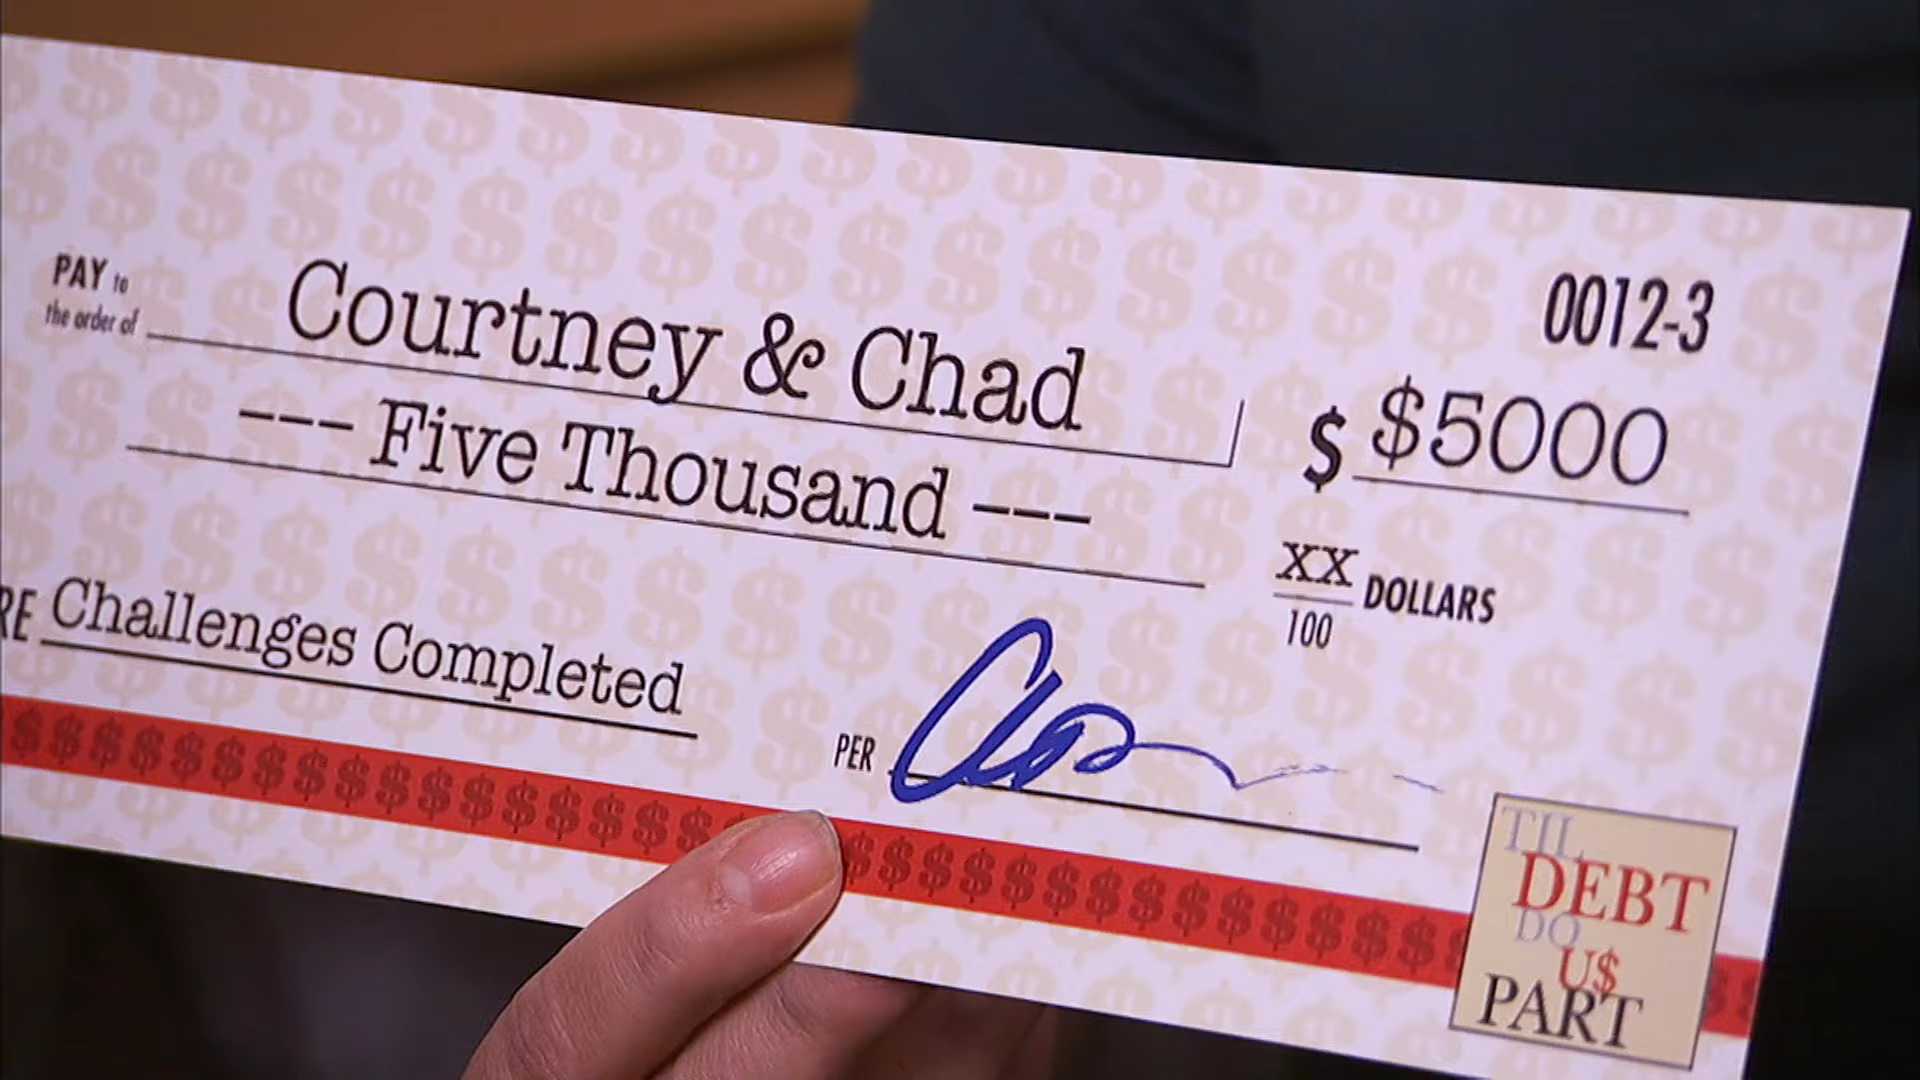 0012-3
PAY to
the order of Courtney & Chad
$ $5000
--- Five Thousand ---
XX
100 DOLLARS
RE Challenges Completed
PER
TIL
DEBT
DO
U$
PART